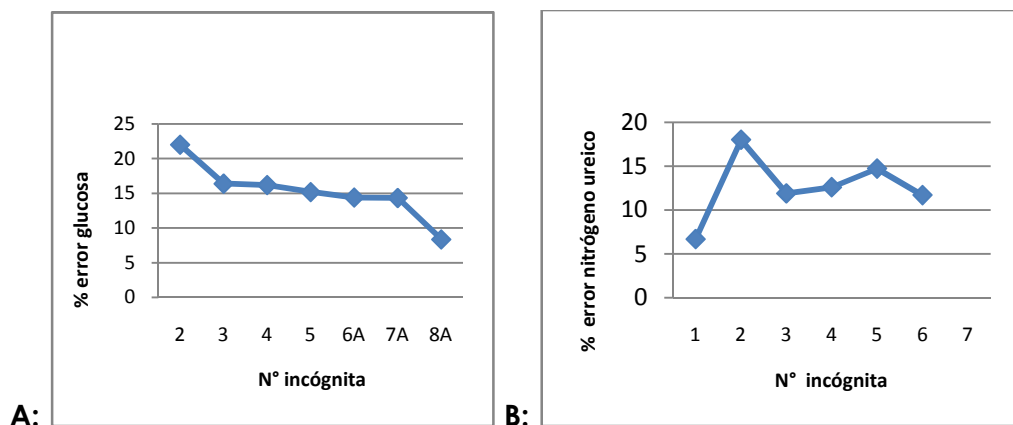 25
20
15
10
5
0
% error glucosa
2 3 4 5 6A 7A 8A
N° incógnita
A:
20
15
10
5
0
% error nitrógeno ureico
1 2 3 4 5 6 7
N° incógnita
B: